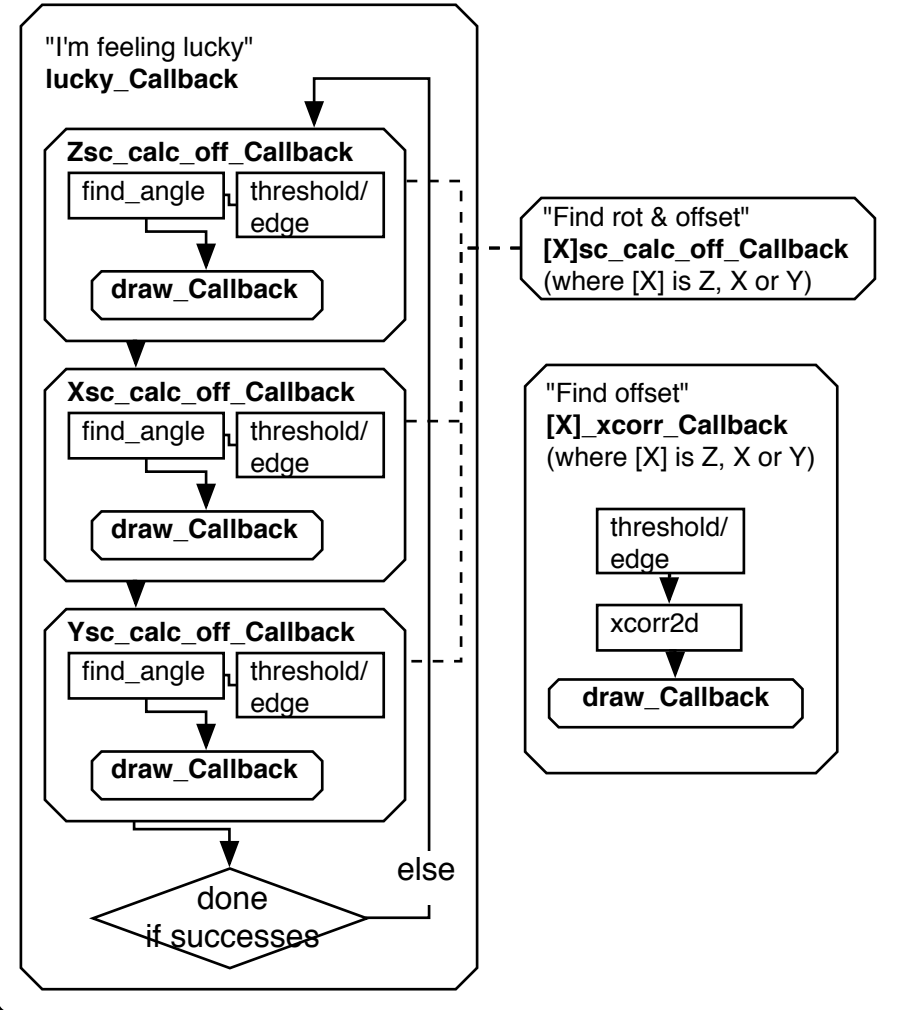 "I'm feeling lucky"
lucky_Callback
Zsc_calc_off_Callback
find_angle
threshold/
edge
draw_Callback
Xsc_calc_off_Callback
find_angle
threshold/
edge
draw_Callback
Ysc_calc_off_Callback
find_angle
threshold/
edge
draw_Callback
done
if successes
else
"Find rot & offset"
[X]sc_calc_off_Callback
(where [X] is Z, X or Y)
"Find offset"
[X]_xcorr_Callback
(where [X] is Z, X or Y)
threshold/
edge
xcorr2d
draw_Callback